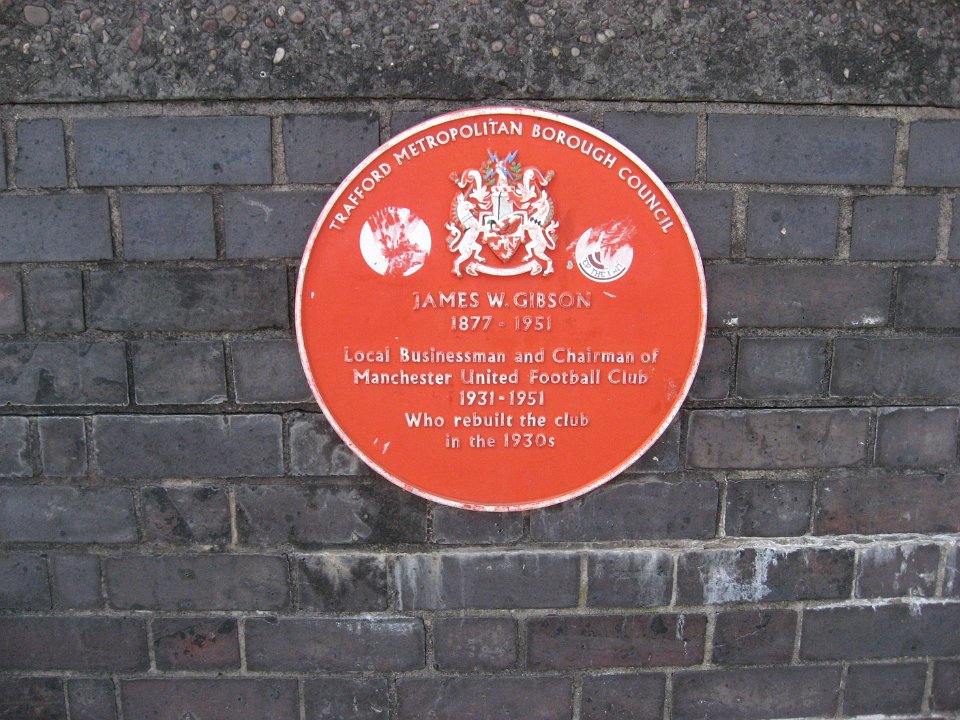 TRAFFORD METROPOLITAN BOROUGH COUNCIL
JAMES W. GIBSON
1877 - 1951
Local Businessman and Chairman of
Manchester United Football Club
1931-1951
Who rebuilt the club
in the 1930s